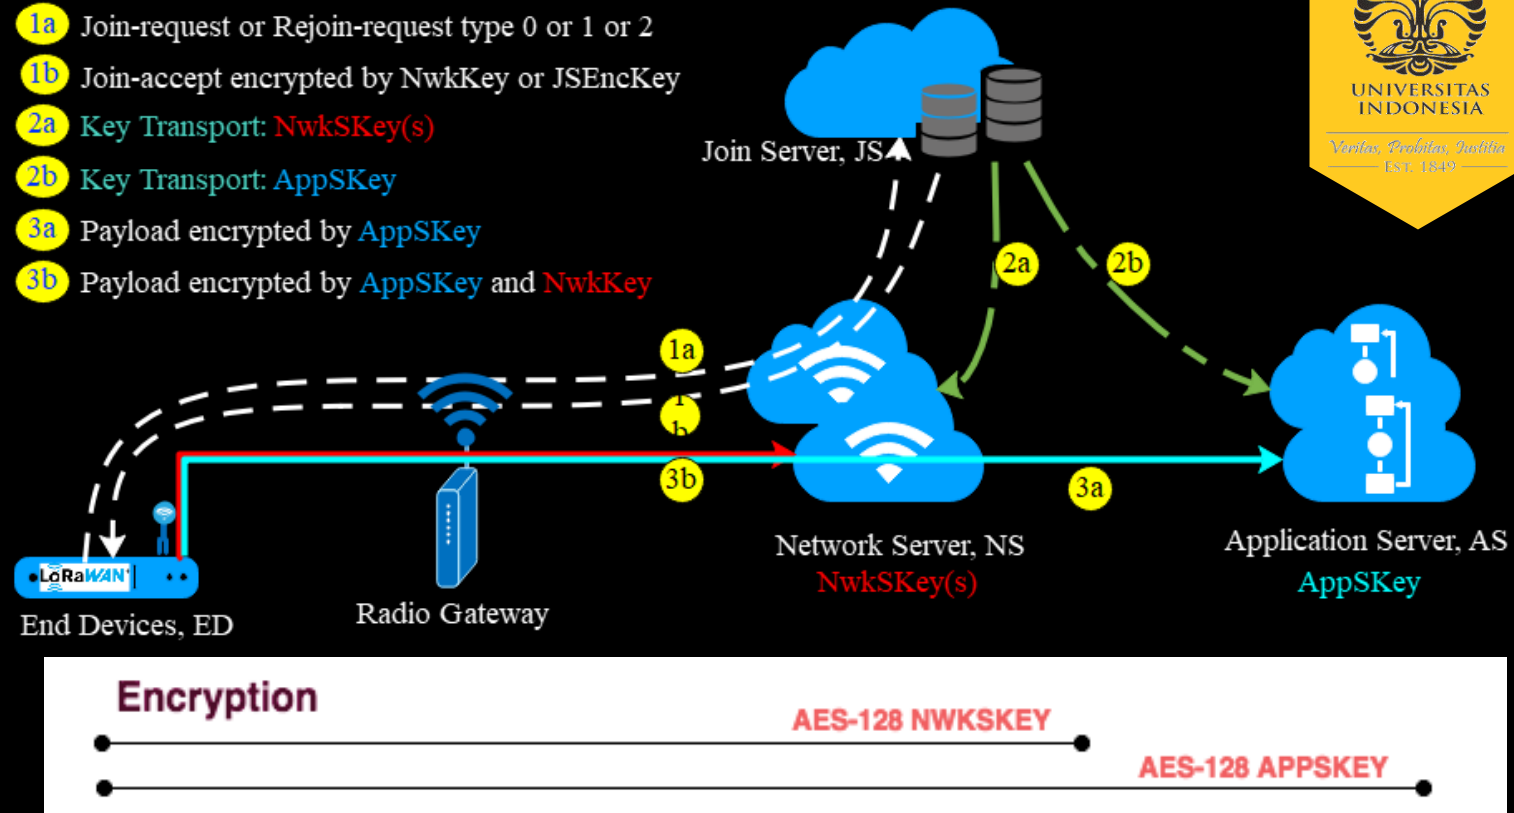 1a Join-request or Rejoin-request type 0 or 1 or 2
1b Join-accept encrypted by NwkKey or JSEncKey
2a Key Transport: NwkSKey(s)
2b Key Transport: AppSKey
3a Payload encrypted by AppSKey
3b Payload encrypted by AppSKey and NwkKey
UNIVERSITAS
INDONESIA
Veritas, Probitas, Justitia
EST. 1849
Join Server, JS
2a
2b
1a
1
b
3b
3a
LoRaWAN
End Devices, ED
Radio Gateway
Network Server, NS
NwkSKey(s)
Application Server, AS
AppSKey
Encryption
AES-128 NWKSKEY
AES-128 APPSKEY